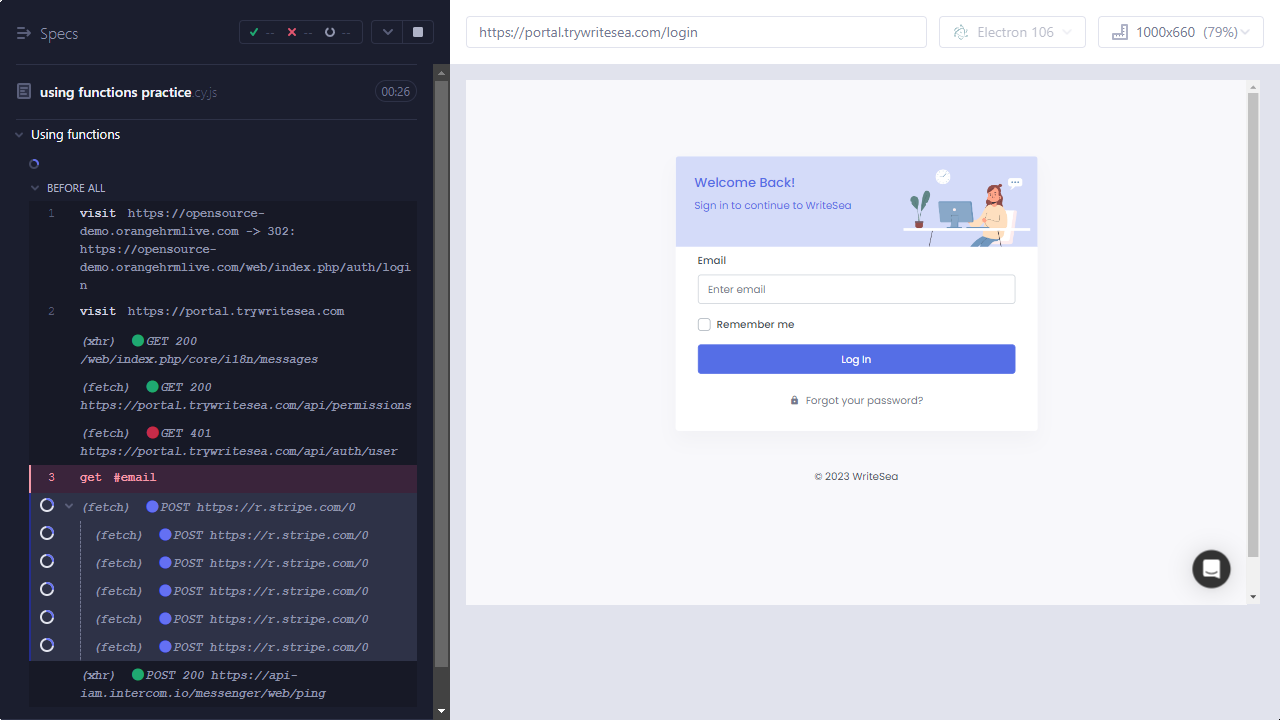 Specs
--
--
--
using functions practice.cy.js
00:26
Using functions
BEFORE ALL
1 visit https://opensource-
demo.orangehrmlive.com -> 302:
https://opensource-
demo.orangehrmlive.com/web/index.php/auth/logi
n
2 visit https://portal.trywritesea.com
(xhr) GET 200
/web/index.php/core/i18n/messages
(fetch) GET 200
https://portal.trywritesea.com/api/permissions
(fetch) GET 401
https://portal.trywritesea.com/api/auth/user
3 get #email
(fetch) POST https://r.stripe.com/0
(fetch) POST https://r.stripe.com/0
(fetch) POST https://r.stripe.com/0
(fetch) POST https://r.stripe.com/0
(fetch) POST https://r.stripe.com/0
(fetch) POST https://r.stripe.com/0
(xhr) POST 200 https://api-
iam.intercom.io/messenger/web/ping
https://portal.trywritesea.com/login
Electron 106
1000x660 (79%)
Welcome Back!
Sign in to continue to WriteSea
Email
Enter email
Remember me
Log In
Forgot your password?
© 2023 WriteSea